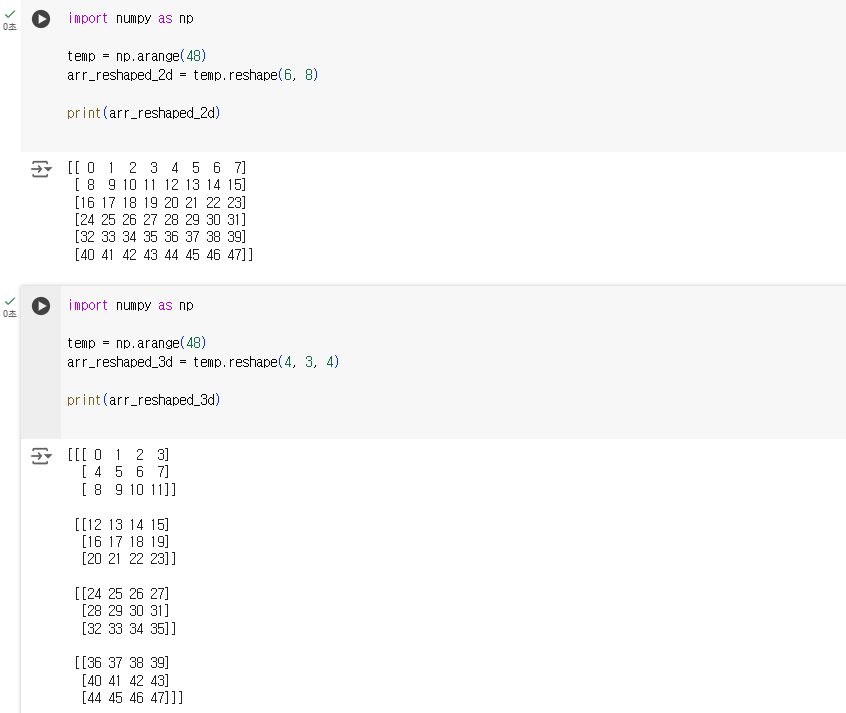 import numpy as np
0초
temp = np.arange(48)
arr_reshaped_2d = temp.reshape(6, 8)
print(arr_reshaped_2d)
[[ 0  1  2  3  4  5  6  7]
 [ 8  9 10 11 12 13 14 15]
 [16 17 18 19 20 21 22 23]
 [24 25 26 27 28 29 30 31]
 [32 33 34 35 36 37 38 39]
 [40 41 42 43 44 45 46 47]]
import numpy as np
0초
temp = np.arange(48)
arr_reshaped_3d = temp.reshape(4, 3, 4)
print(arr_reshaped_3d)
[[[ 0  1  2  3]
  [ 4  5  6  7]
  [ 8  9 10 11]]
 [[12 13 14 15]
  [16 17 18 19]
  [20 21 22 23]]
 [[24 25 26 27]
  [28 29 30 31]
  [32 33 34 35]]
 [[36 37 38 39]
  [40 41 42 43]
  [44 45 46 47]]]